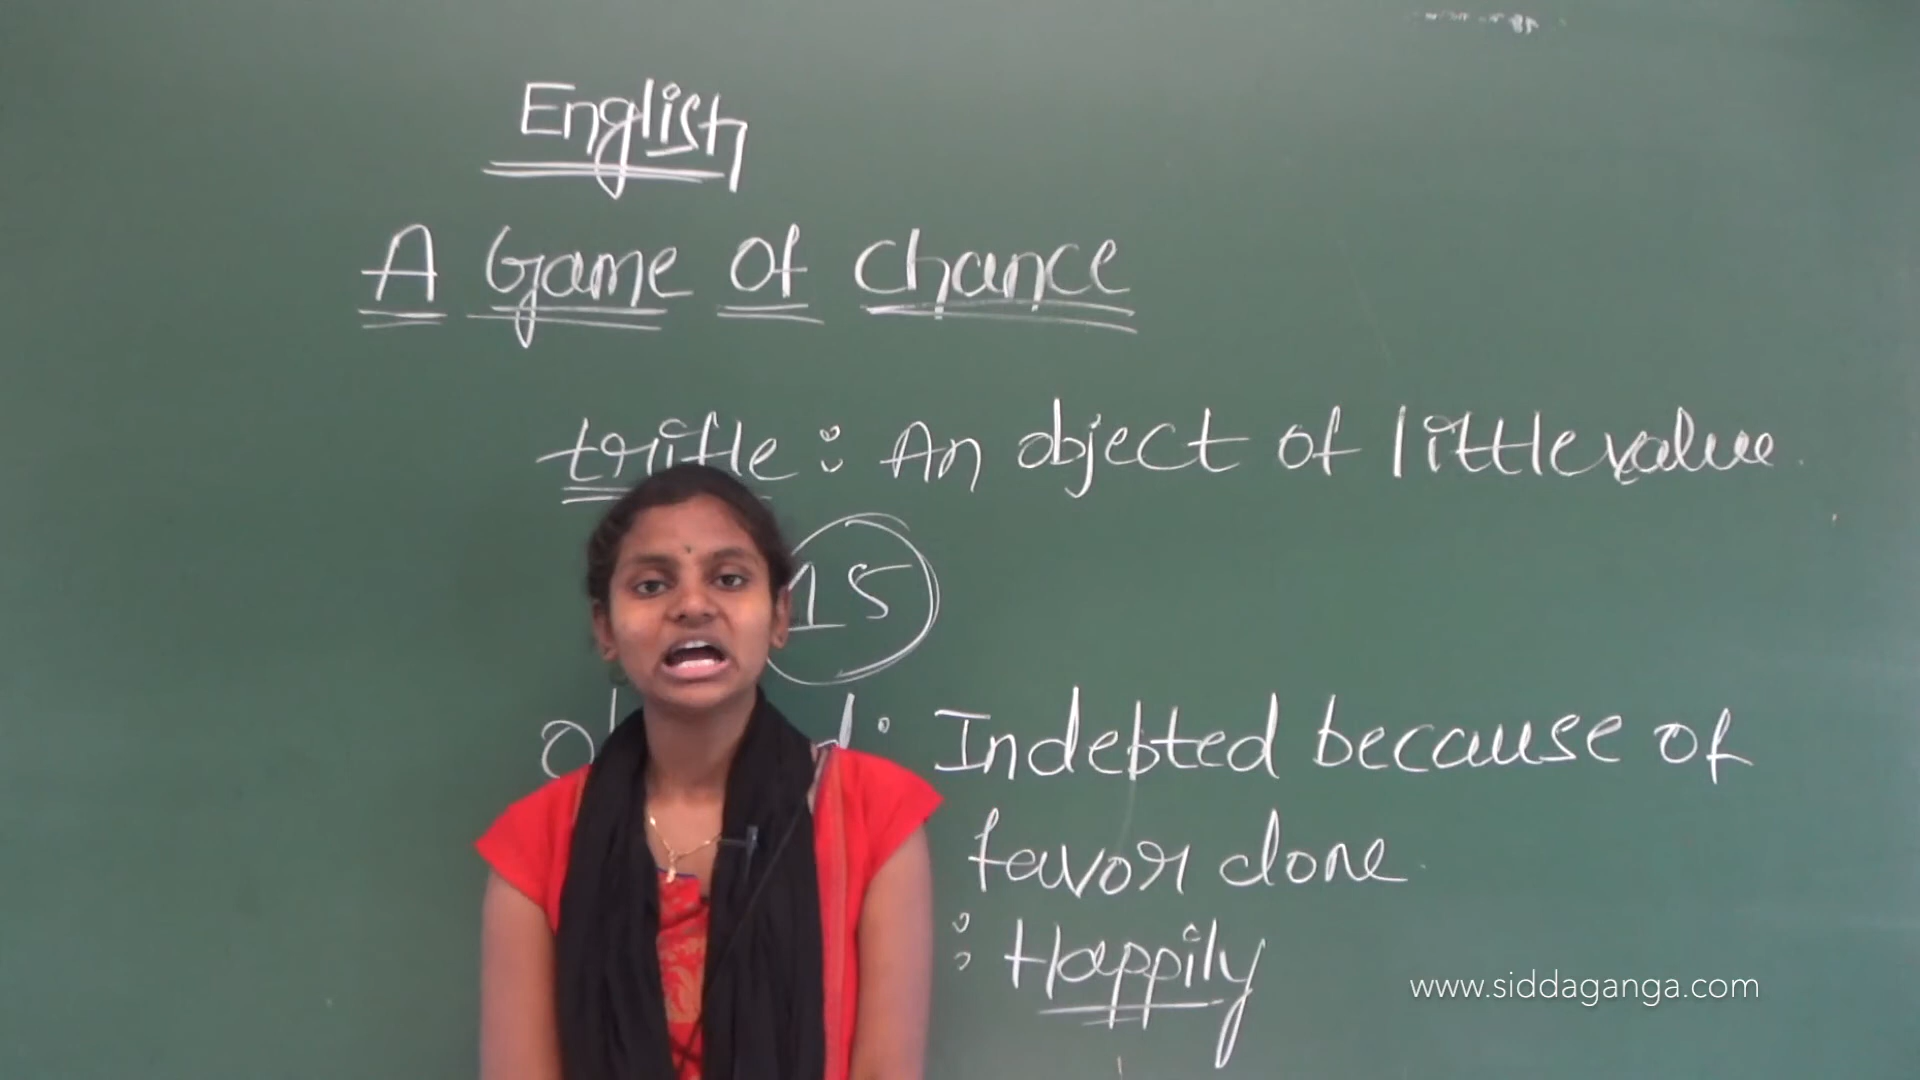 English
A Game of chance
trifle : An object of little value.
15
Indebted because of
favor done.
: Happily
www.siddaganga.com